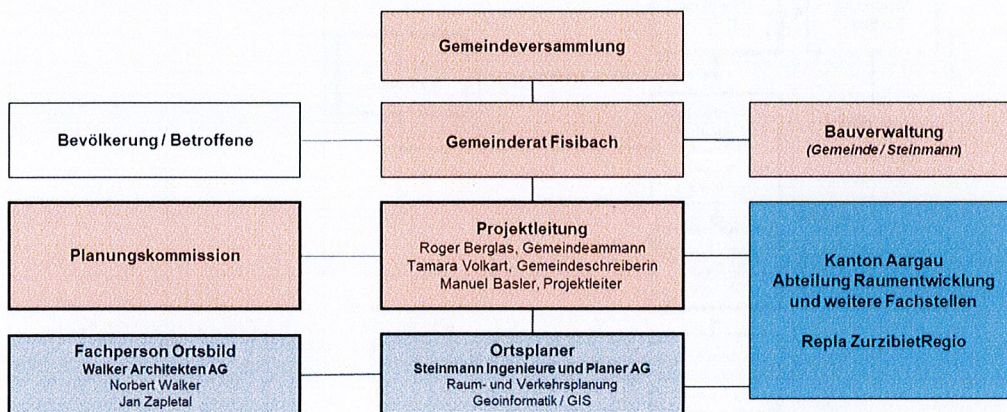 Gemeindeversammlung
Bevölkerung / Betroffene
Gemeinderat Fisibach
Bauverwaltung
(Gemeinde / Steinmann)
Planungskommission
Projektleitung
Roger Berglas, Gemeindeammann
Tamara Volkart, Gemeindeschreiberin
Manuel Basler, Projektleiter
Kanton Aargau
Abteilung Raumentwicklung
und weitere Fachstellen
Repla ZurzibietRegio
Fachperson Ortsbild
Walker Architekten AG
Norbert Walker
Jan Zapletal
Ortsplaner
Steinmann Ingenieure und Planer AG
Raum- und Verkehrsplanung
Geoinformatik / GIS